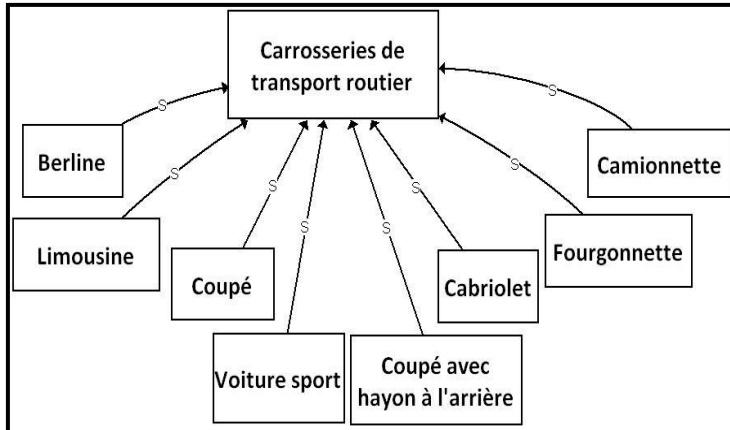 Carrosseries de
transport routier
S
S
S
S
S
S
S
S
Berline
Camionnette
Limousine
Coupé
Cabriolet
Fourgonnette
Voiture sport
Coupé avec
hayon à l'arrière